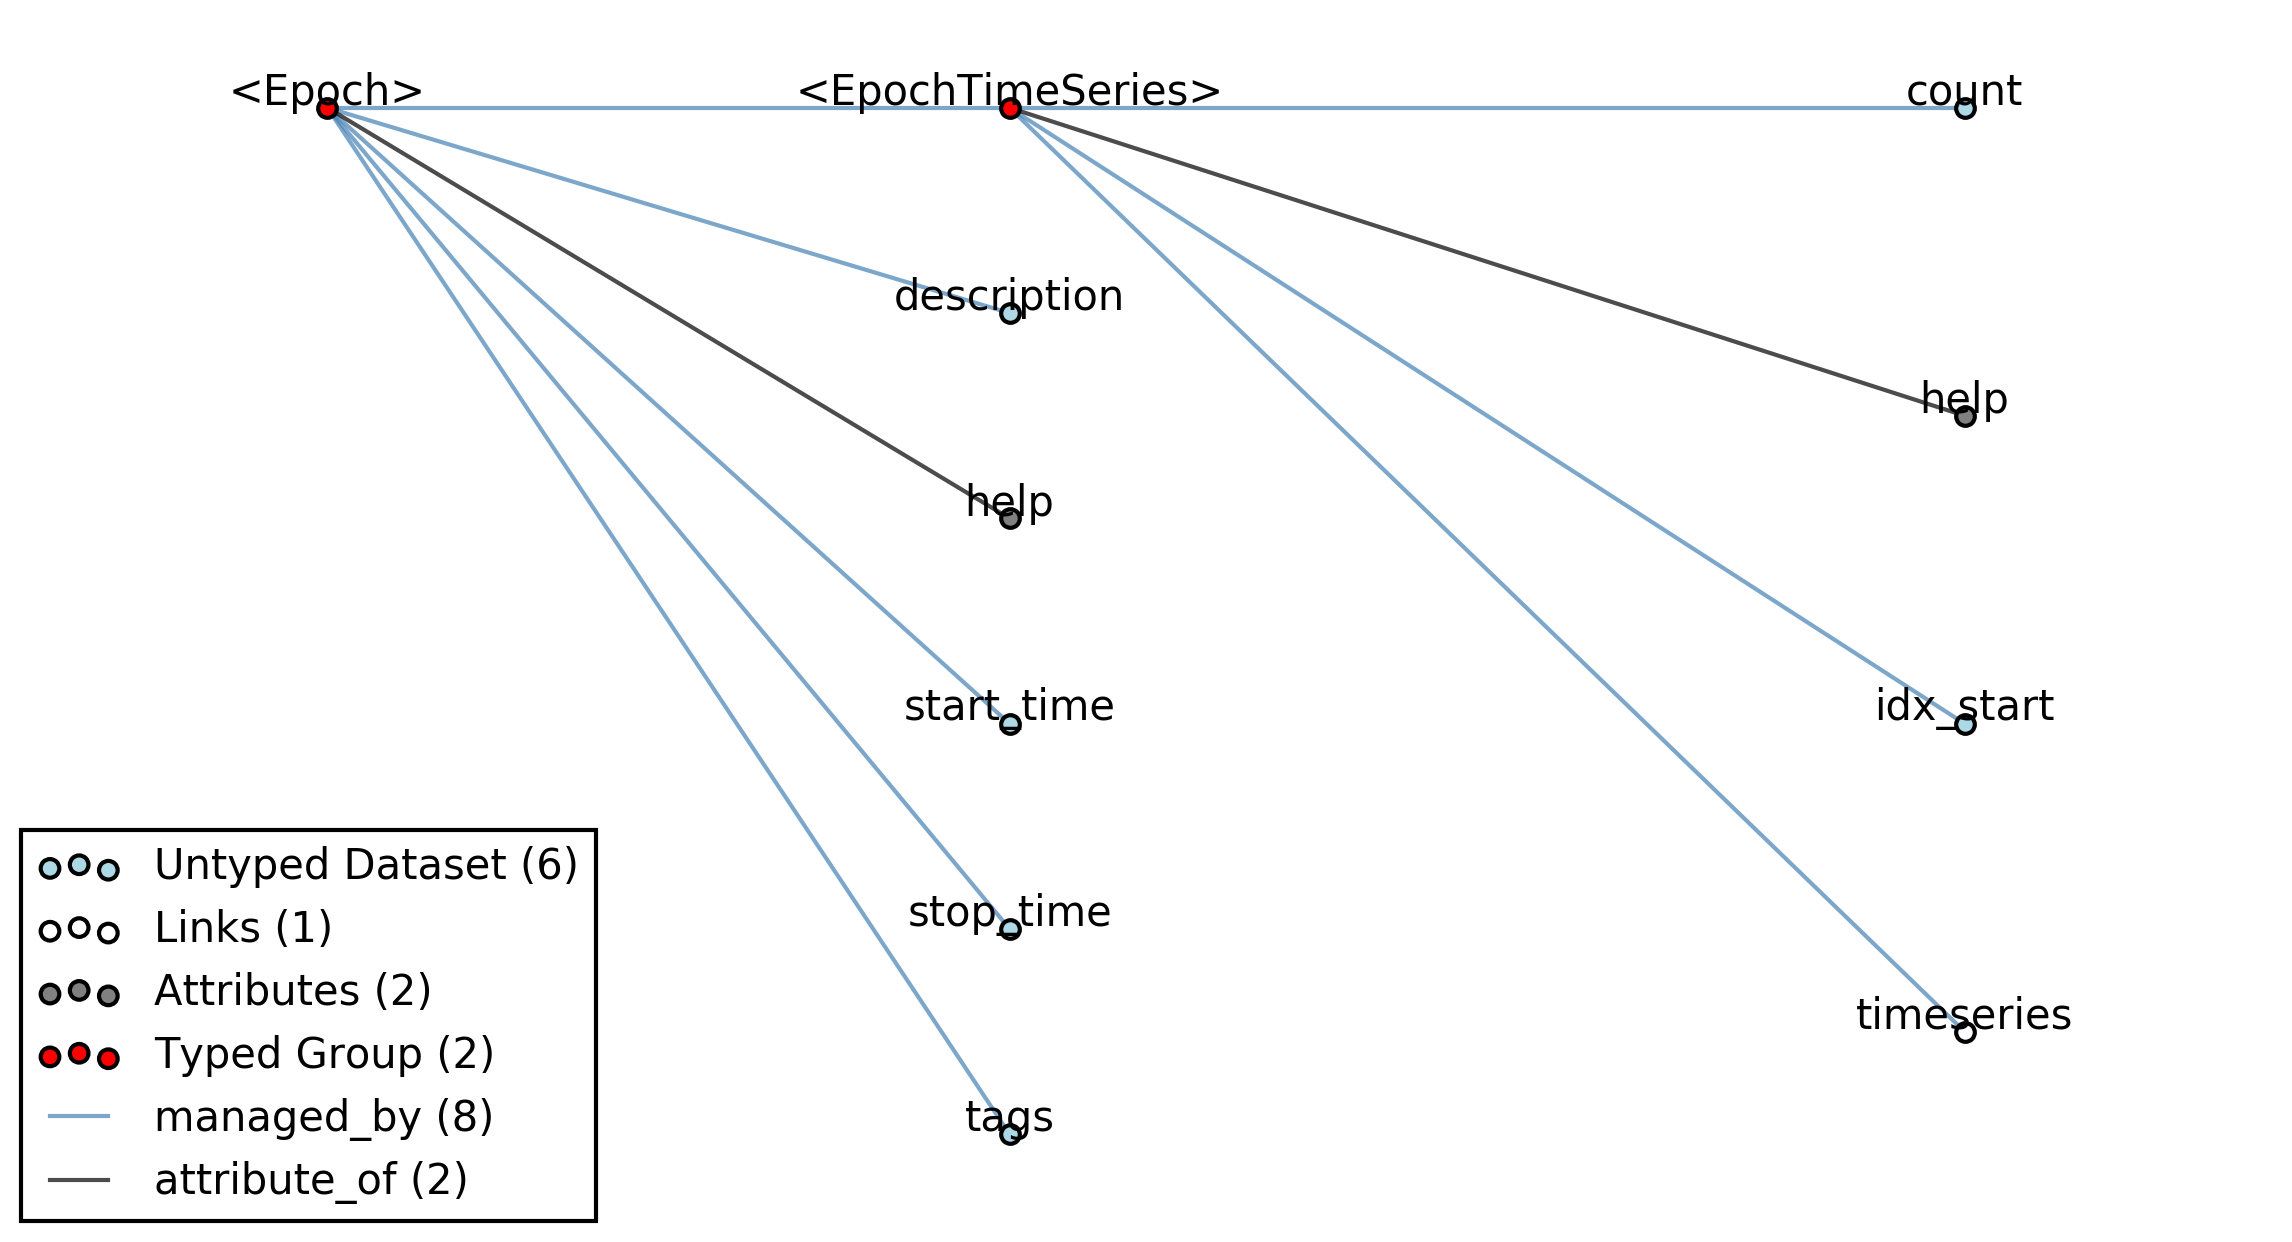 <Epoch>
<EpochTimeSeries>
count
description
help
help
start_time
idx_start
stop_time
timeseries
tags
Untyped Dataset (6)
Links (1)
Attributes (2)
Typed Group (2)
managed_by (8)
attribute_of (2)